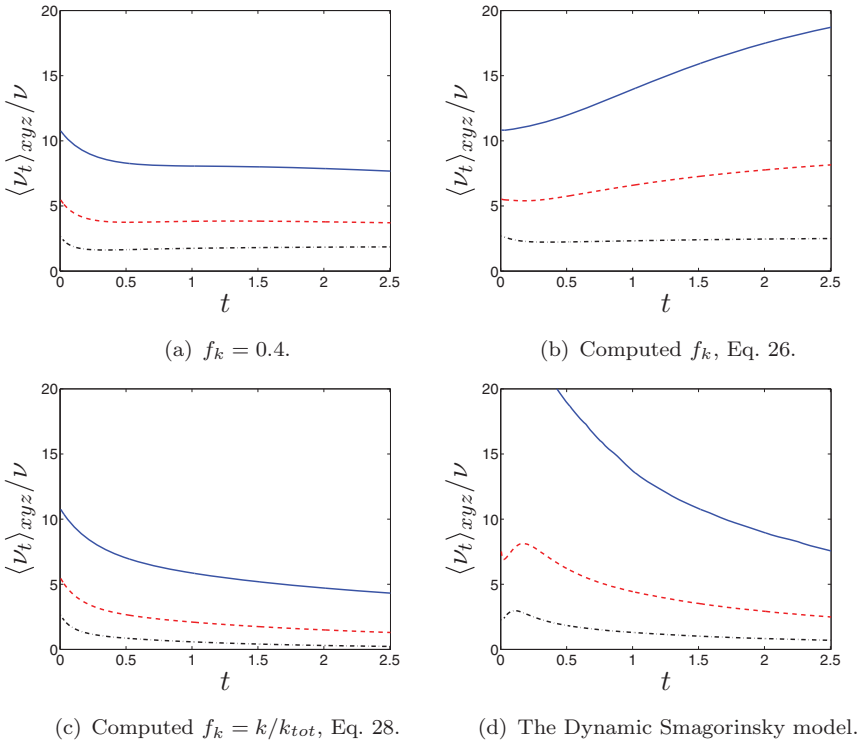 20 20
15 15
10 10
5 5
0 0
0 0.5 1 1.5 2 2.5 0 0.5 1 1.5 2 2.5
⟨ν_t⟩_{xyz}/ν ⟨ν_t⟩_{xyz}/ν
t t
(a) f_k = 0.4. (b) Computed f_k, Eq. 26.
20 20
15 15
10 10
5 5
0 0
0 0.5 1 1.5 2 2.5 0 0.5 1 1.5 2 2.5
⟨ν_t⟩_{xyz}/ν ⟨ν_t⟩_{xyz}/ν
t t
(c) Computed f_k = k/k_{tot}, Eq. 28. (d) The Dynamic Smagorinsky model.